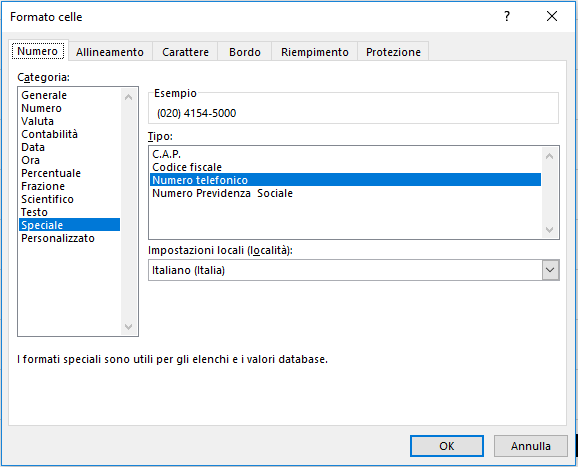 Formato celle
?
Numero Allineamento Carattere Bordo Riempimento Protezione
Categoria:
Generale
Numero
Valuta
Contabilità
Data
Ora
Percentuale
Frazione
Scientifico
Testo
Speciale
Personalizzato
Esempio
(020) 4154-5000
Tipo:
C.A.P.
Codice fiscale
Numero telefonico
Numero Previdenza  Sociale
Impostazioni locali (località):
Italiano (Italia)
I formati speciali sono utili per gli elenchi e i valori database.
OK Annulla